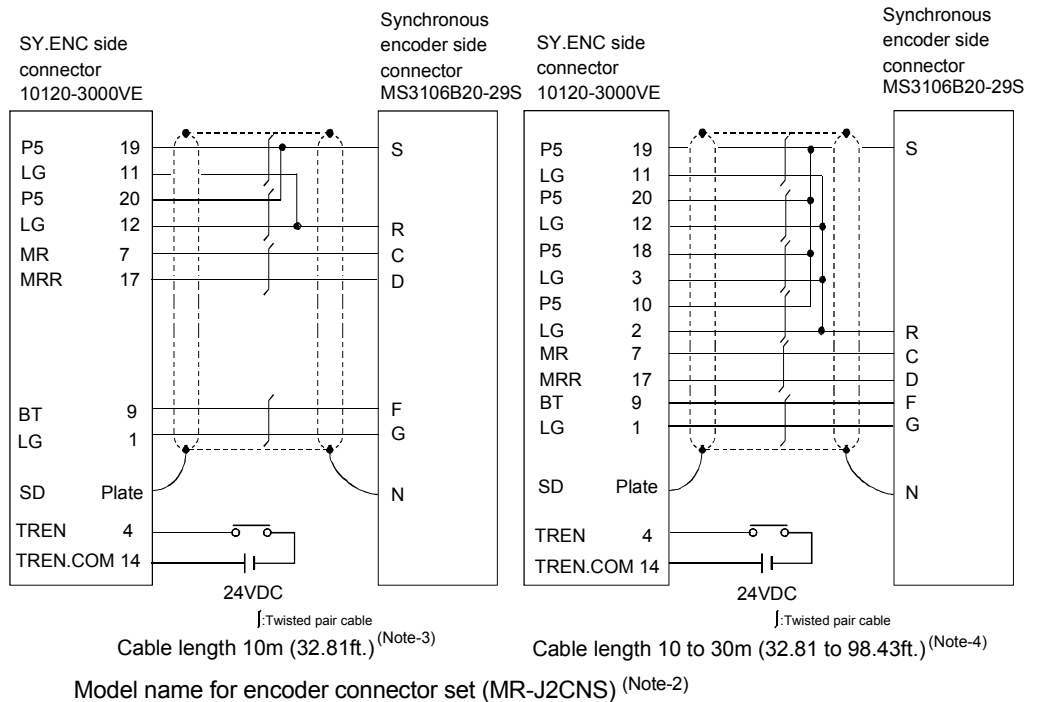 SY.ENC side
connector
10120-3000VE
Synchronous
encoder side
connector
MS3106B20-29S
P5 19 S
LG 11
P5 20
LG 12 R
MR 7 C
MRR 17 D
BT 9 F
LG 1 G
SD Plate N
TREN 4
TREN.COM 14
24VDC
∫:Twisted pair cable
Cable length 10m (32.81ft.) (Note-3)
SY.ENC side
connector
10120-3000VE
Synchronous
encoder side
connector
MS3106B20-29S
P5 19 S
LG 11
P5 20
LG 12
P5 18
LG 3
P5 10
LG 2 R
MR 7 C
MRR 17 D
BT 9 F
LG 1 G
SD Plate N
TREN 4
TREN.COM 14
24VDC
∫:Twisted pair cable
Cable length 10 to 30m (32.81 to 98.43ft.) (Note-4)
Model name for encoder connector set (MR-J2CNS) (Note-2)